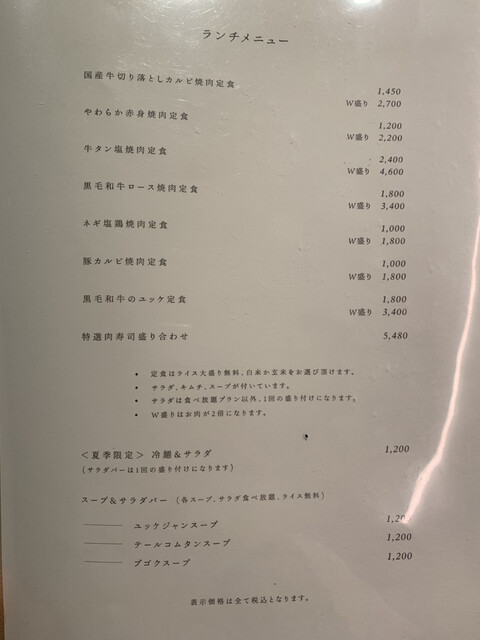 ランチメニュー
国産牛切り落としカルビ焼肉定食
1,450
W盛り 2,700
やわらか赤身焼肉定食
1,200
W盛り 2,200
牛タン塩焼肉定食
2,400
W盛り 4,600
黒毛和牛ロース焼肉定食
1,800
W盛り 3,400
ネギ塩鶏焼肉定食
1,000
W盛り 1,800
豚カルビ焼肉定食
1,000
W盛り 1,800
黒毛和牛のユッケ定食
1,800
W盛り 3,400
特選肉寿司盛り合わせ 5,480
• 定食はライス大盛り無料、白米か玄米をお選び頂けます。
• サラダ、キムチ、スープが付いています。
• サラダは食べ放題プラン以外、1回の盛り付けになります。
• W盛りはお肉が2倍になります。
＜夏季限定＞ 冷麺＆サラダ 1,200
（サラダバーは1回の盛り付けになります）
スープ＆サラダバー （各スープ、サラダ食べ放題、ライス無料）
ユッケジャンスープ 1,200
テールコムタンスープ 1,200
プゴクスープ 1,200
表示価格は全て税込となります。